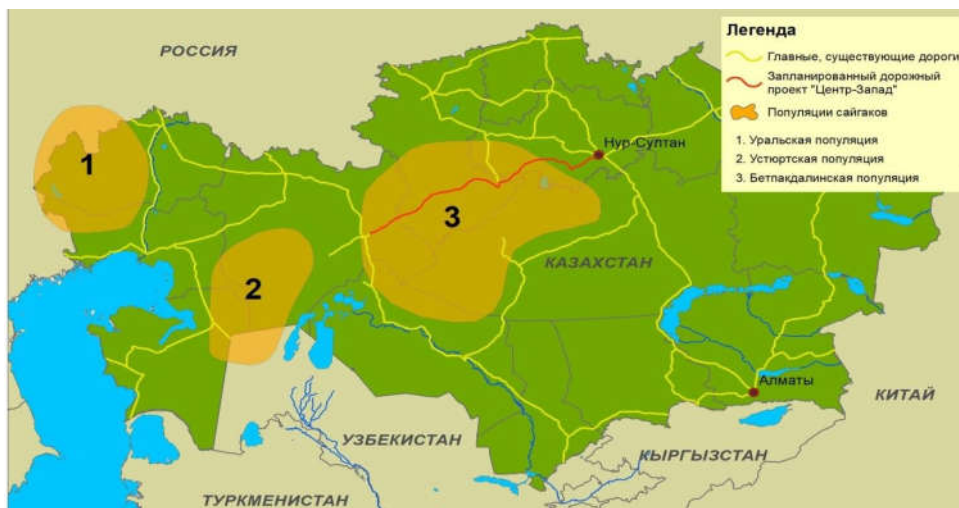 РОССИЯ
Легенда
Главные, существующие дороги
Запланированный дорожный
проект "Центр-Запад"
Популяции сайгаков
1. Уральская популяция
2. Устюртская популяция
3. Бетпакдалинская популяция
Нур-Султан
1
2
3
КАЗАХСТАН
Алматы
КИТАЙ
УЗБЕКИСТАН
КЫРГЫЗСТАН
ТУРКМЕНИСТАН